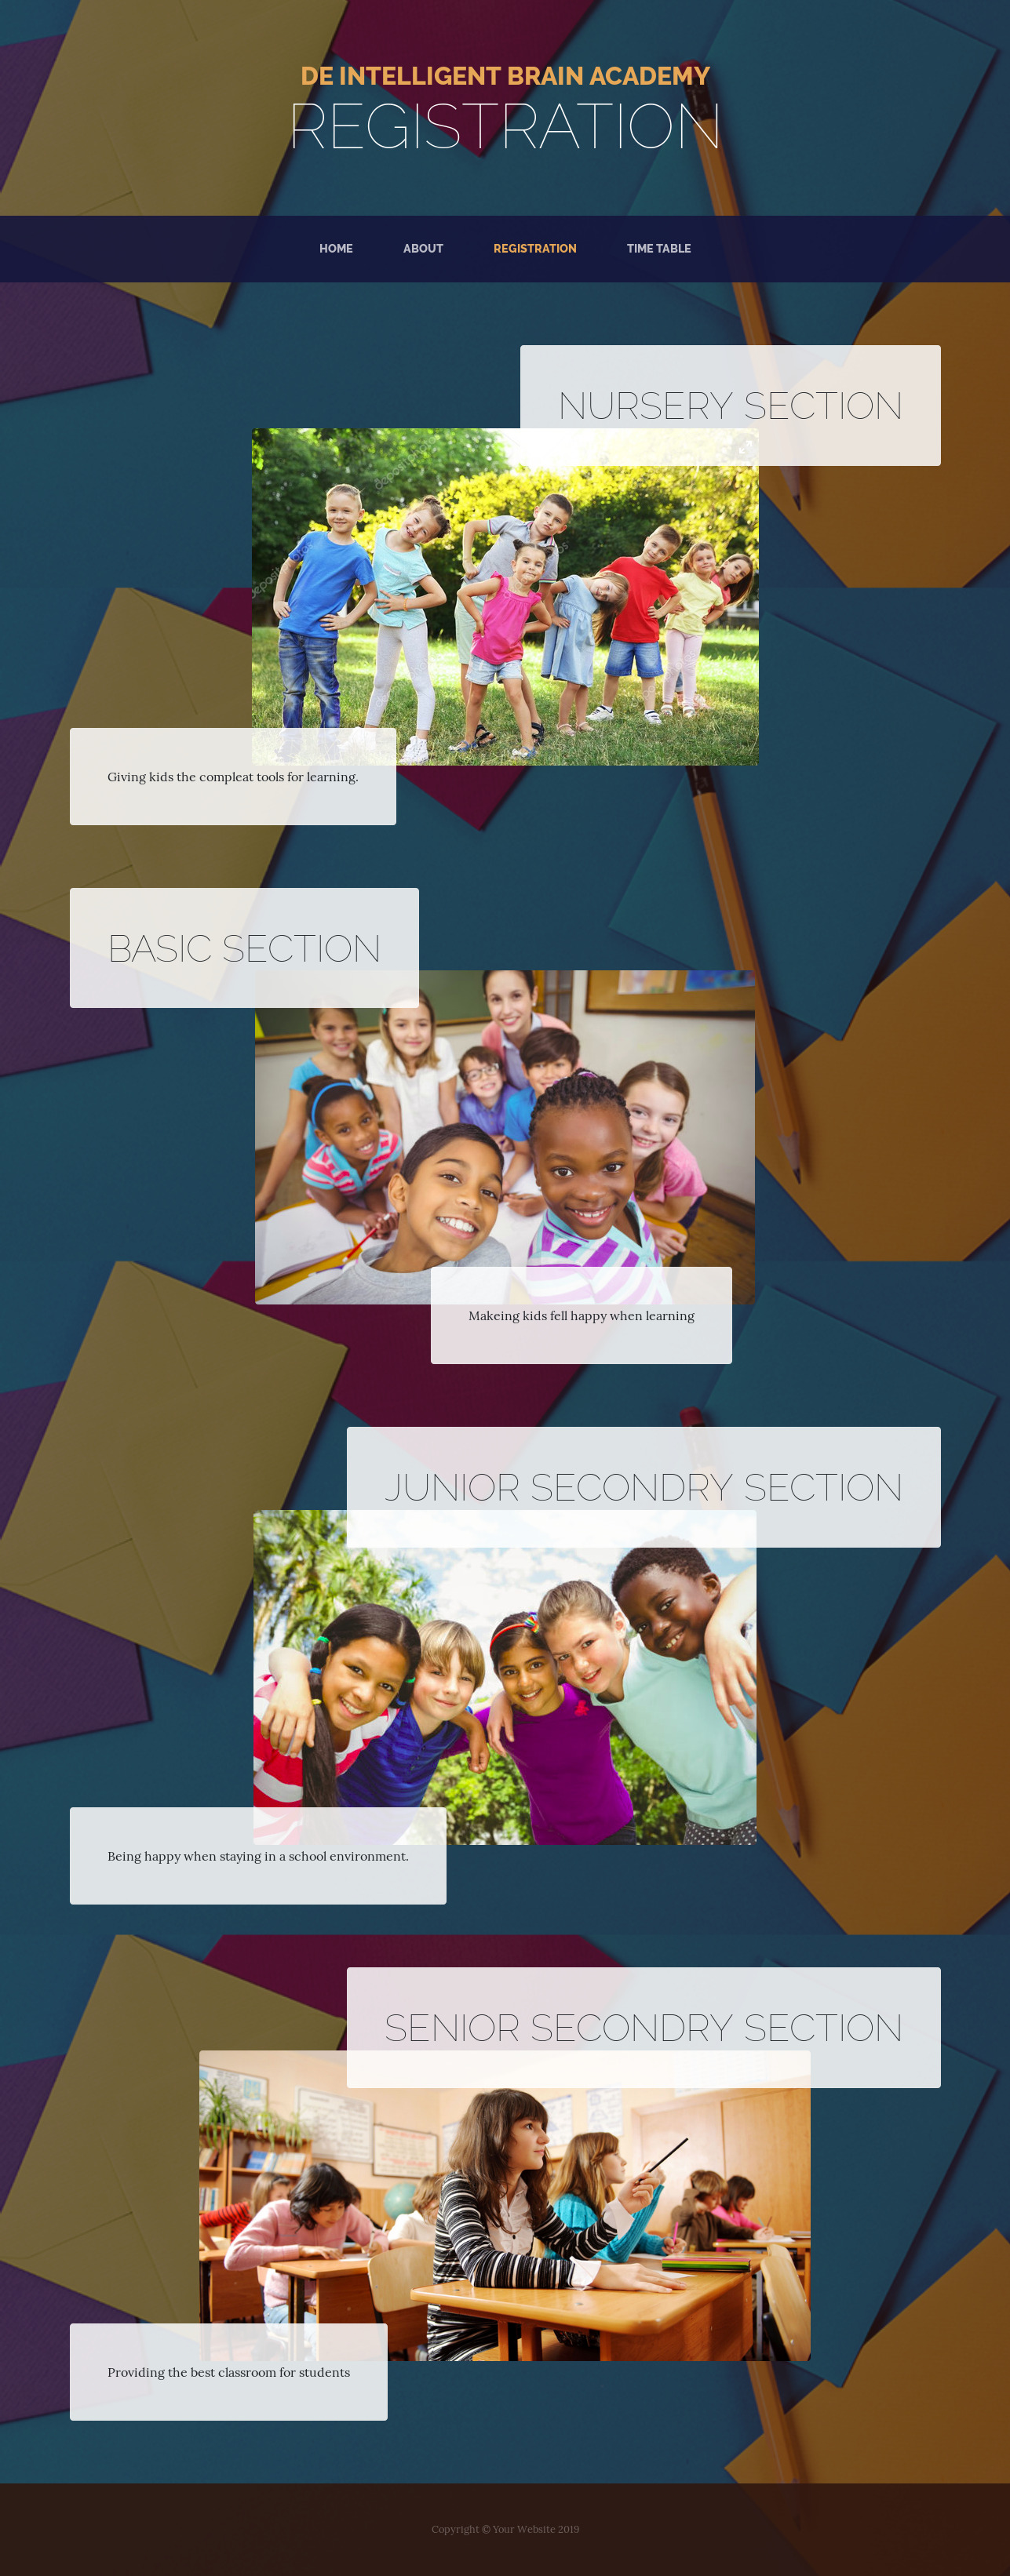 DE INTELLIGENT BRAIN ACADEMY
REGISTRATION
HOME ABOUT REGISTRATION TIME TABLE
NURSERY SECTION
Giving kids the compleat tools for learning.
BASIC SECTION
Makeing kids fell happy when learning
JUNIOR SECONDRY SECTION
Being happy when staying in a school environment.
SENIOR SECONDRY SECTION
Providing the best classroom for students
Copyright © Your Website 2019